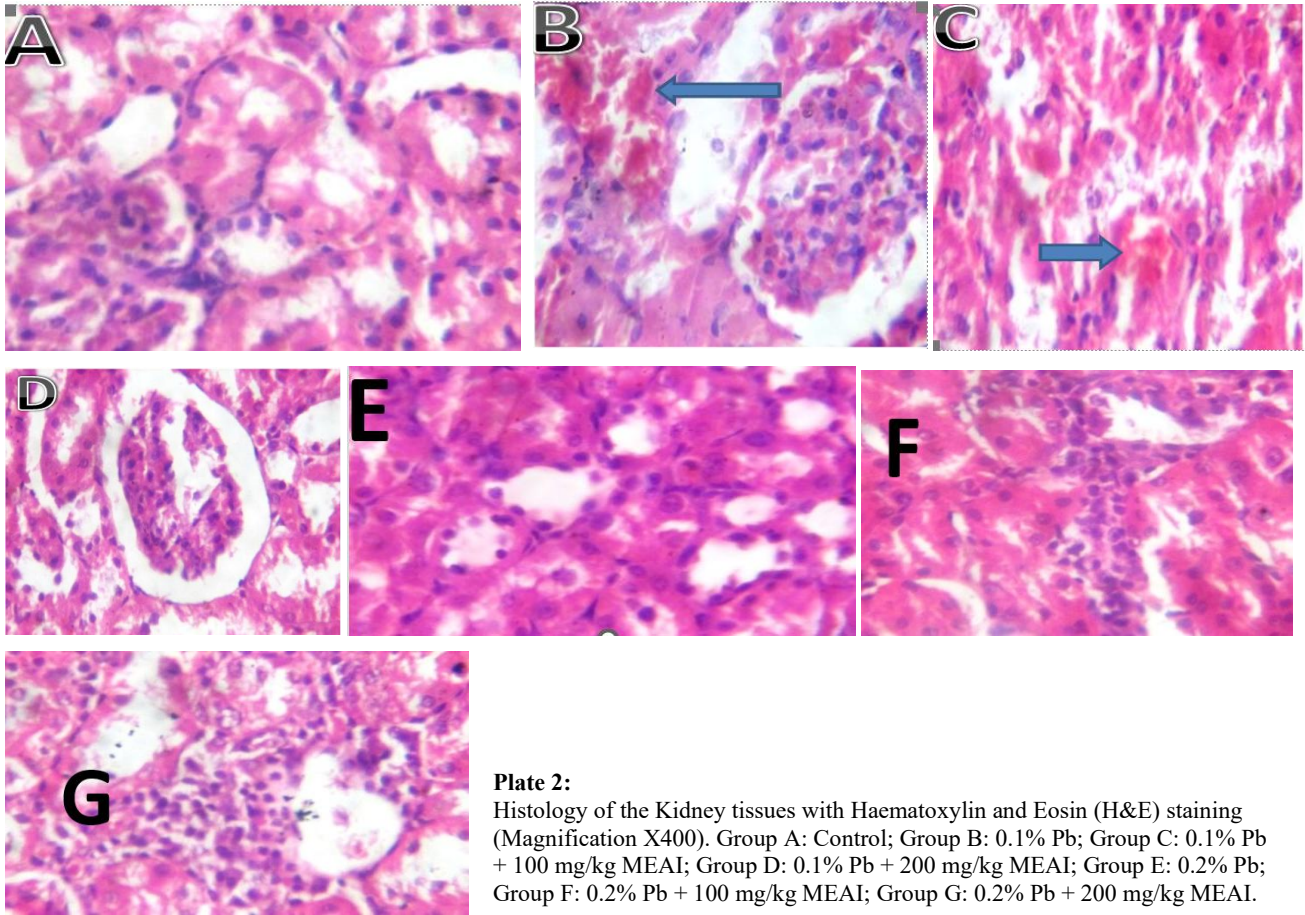 A
B
C
D
E
F
G
Plate 2:
Histology of the Kidney tissues with Haematoxylin and Eosin (H&E) staining
(Magnification X400). Group A: Control; Group B: 0.1% Pb; Group C: 0.1% Pb
+ 100 mg/kg MEAI; Group D: 0.1% Pb + 200 mg/kg MEAI; Group E: 0.2% Pb;
Group F: 0.2% Pb + 100 mg/kg MEAI; Group G: 0.2% Pb + 200 mg/kg MEAI.